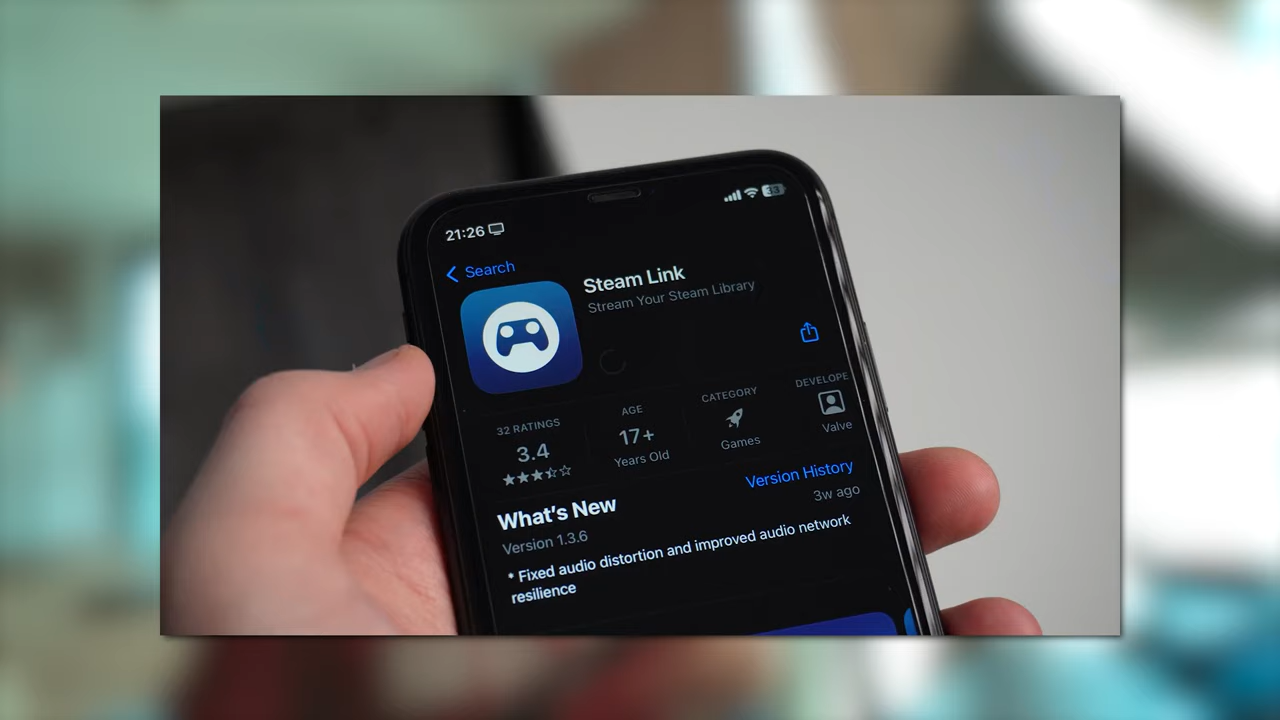 21:26
33
Search
Steam Link
Stream Your Steam Library
32 RATINGS
3.4
AGE
17+
Years Old
CATEGORY
Games
DEVELOPE
Valve
What's New
Version History
Version 1.3.6
3w ago
* Fixed audio distortion and improved audio network
resilience